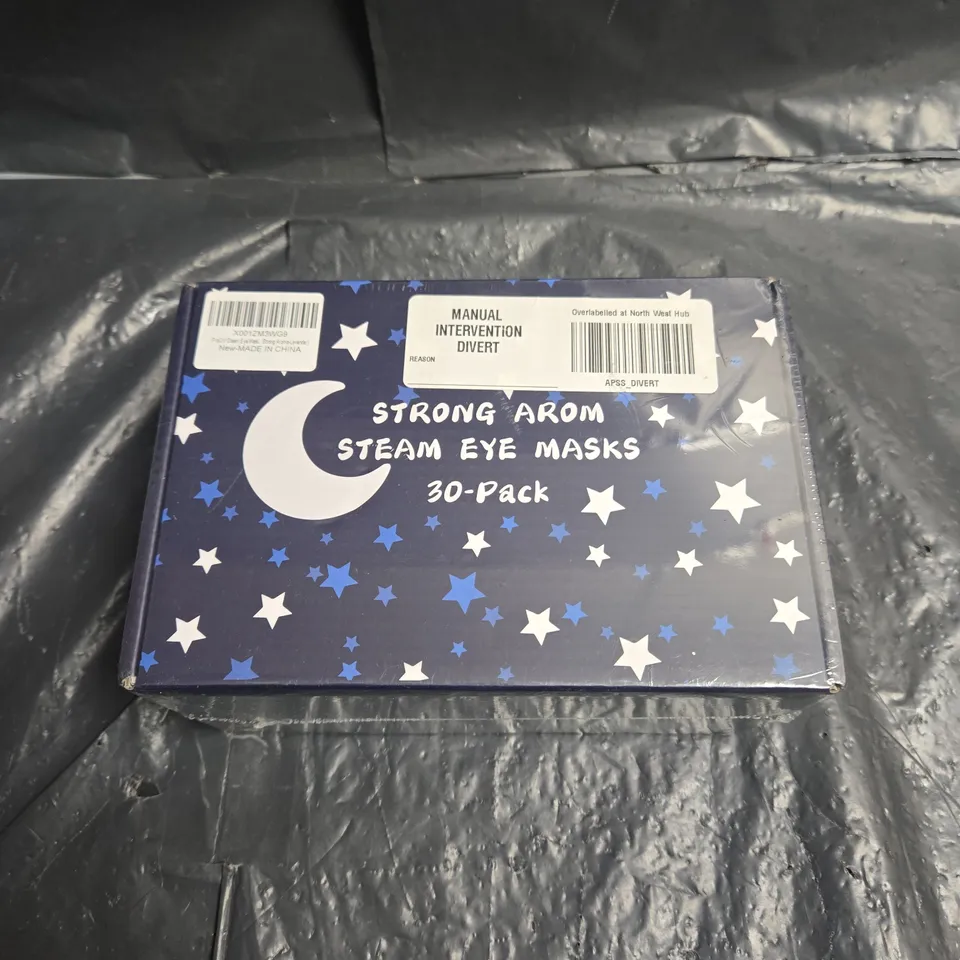 X001ZM3WG9
New-MADE IN CHINA
MANUAL
INTERVENTION
DIVERT
REASON
Overlabelled at North West Hub
APSS_DIVERT
STRONG AROM
STEAM EYE MASKS
30-Pack